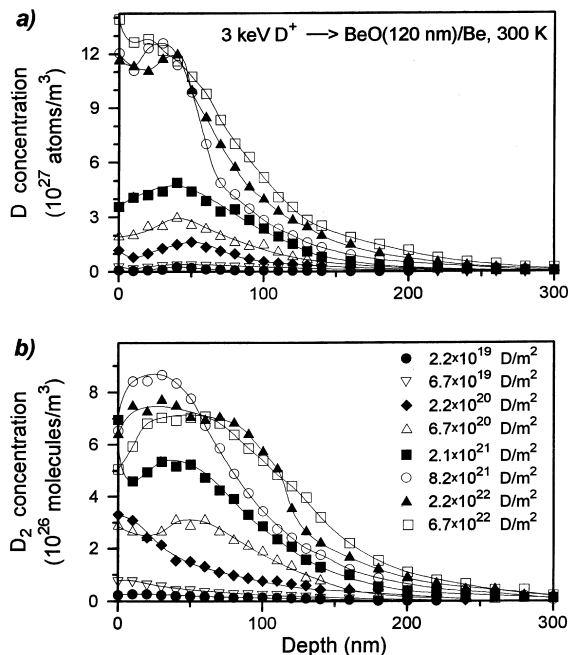 a)
3 keV D⁺ → BeO(120 nm)/Be, 300 K
D concentration
(10²⁷ atoms/m³)
12
9
6
3
0
0 100 200 300
b)
D₂ concentration
(10²⁶ molecules/m³)
8
6
4
2
0
2.2×10¹⁹ D/m²
6.7×10¹⁹ D/m²
2.2×10²⁰ D/m²
6.7×10²⁰ D/m²
2.1×10²¹ D/m²
8.2×10²¹ D/m²
2.2×10²² D/m²
6.7×10²² D/m²
0 100 200 300
Depth (nm)